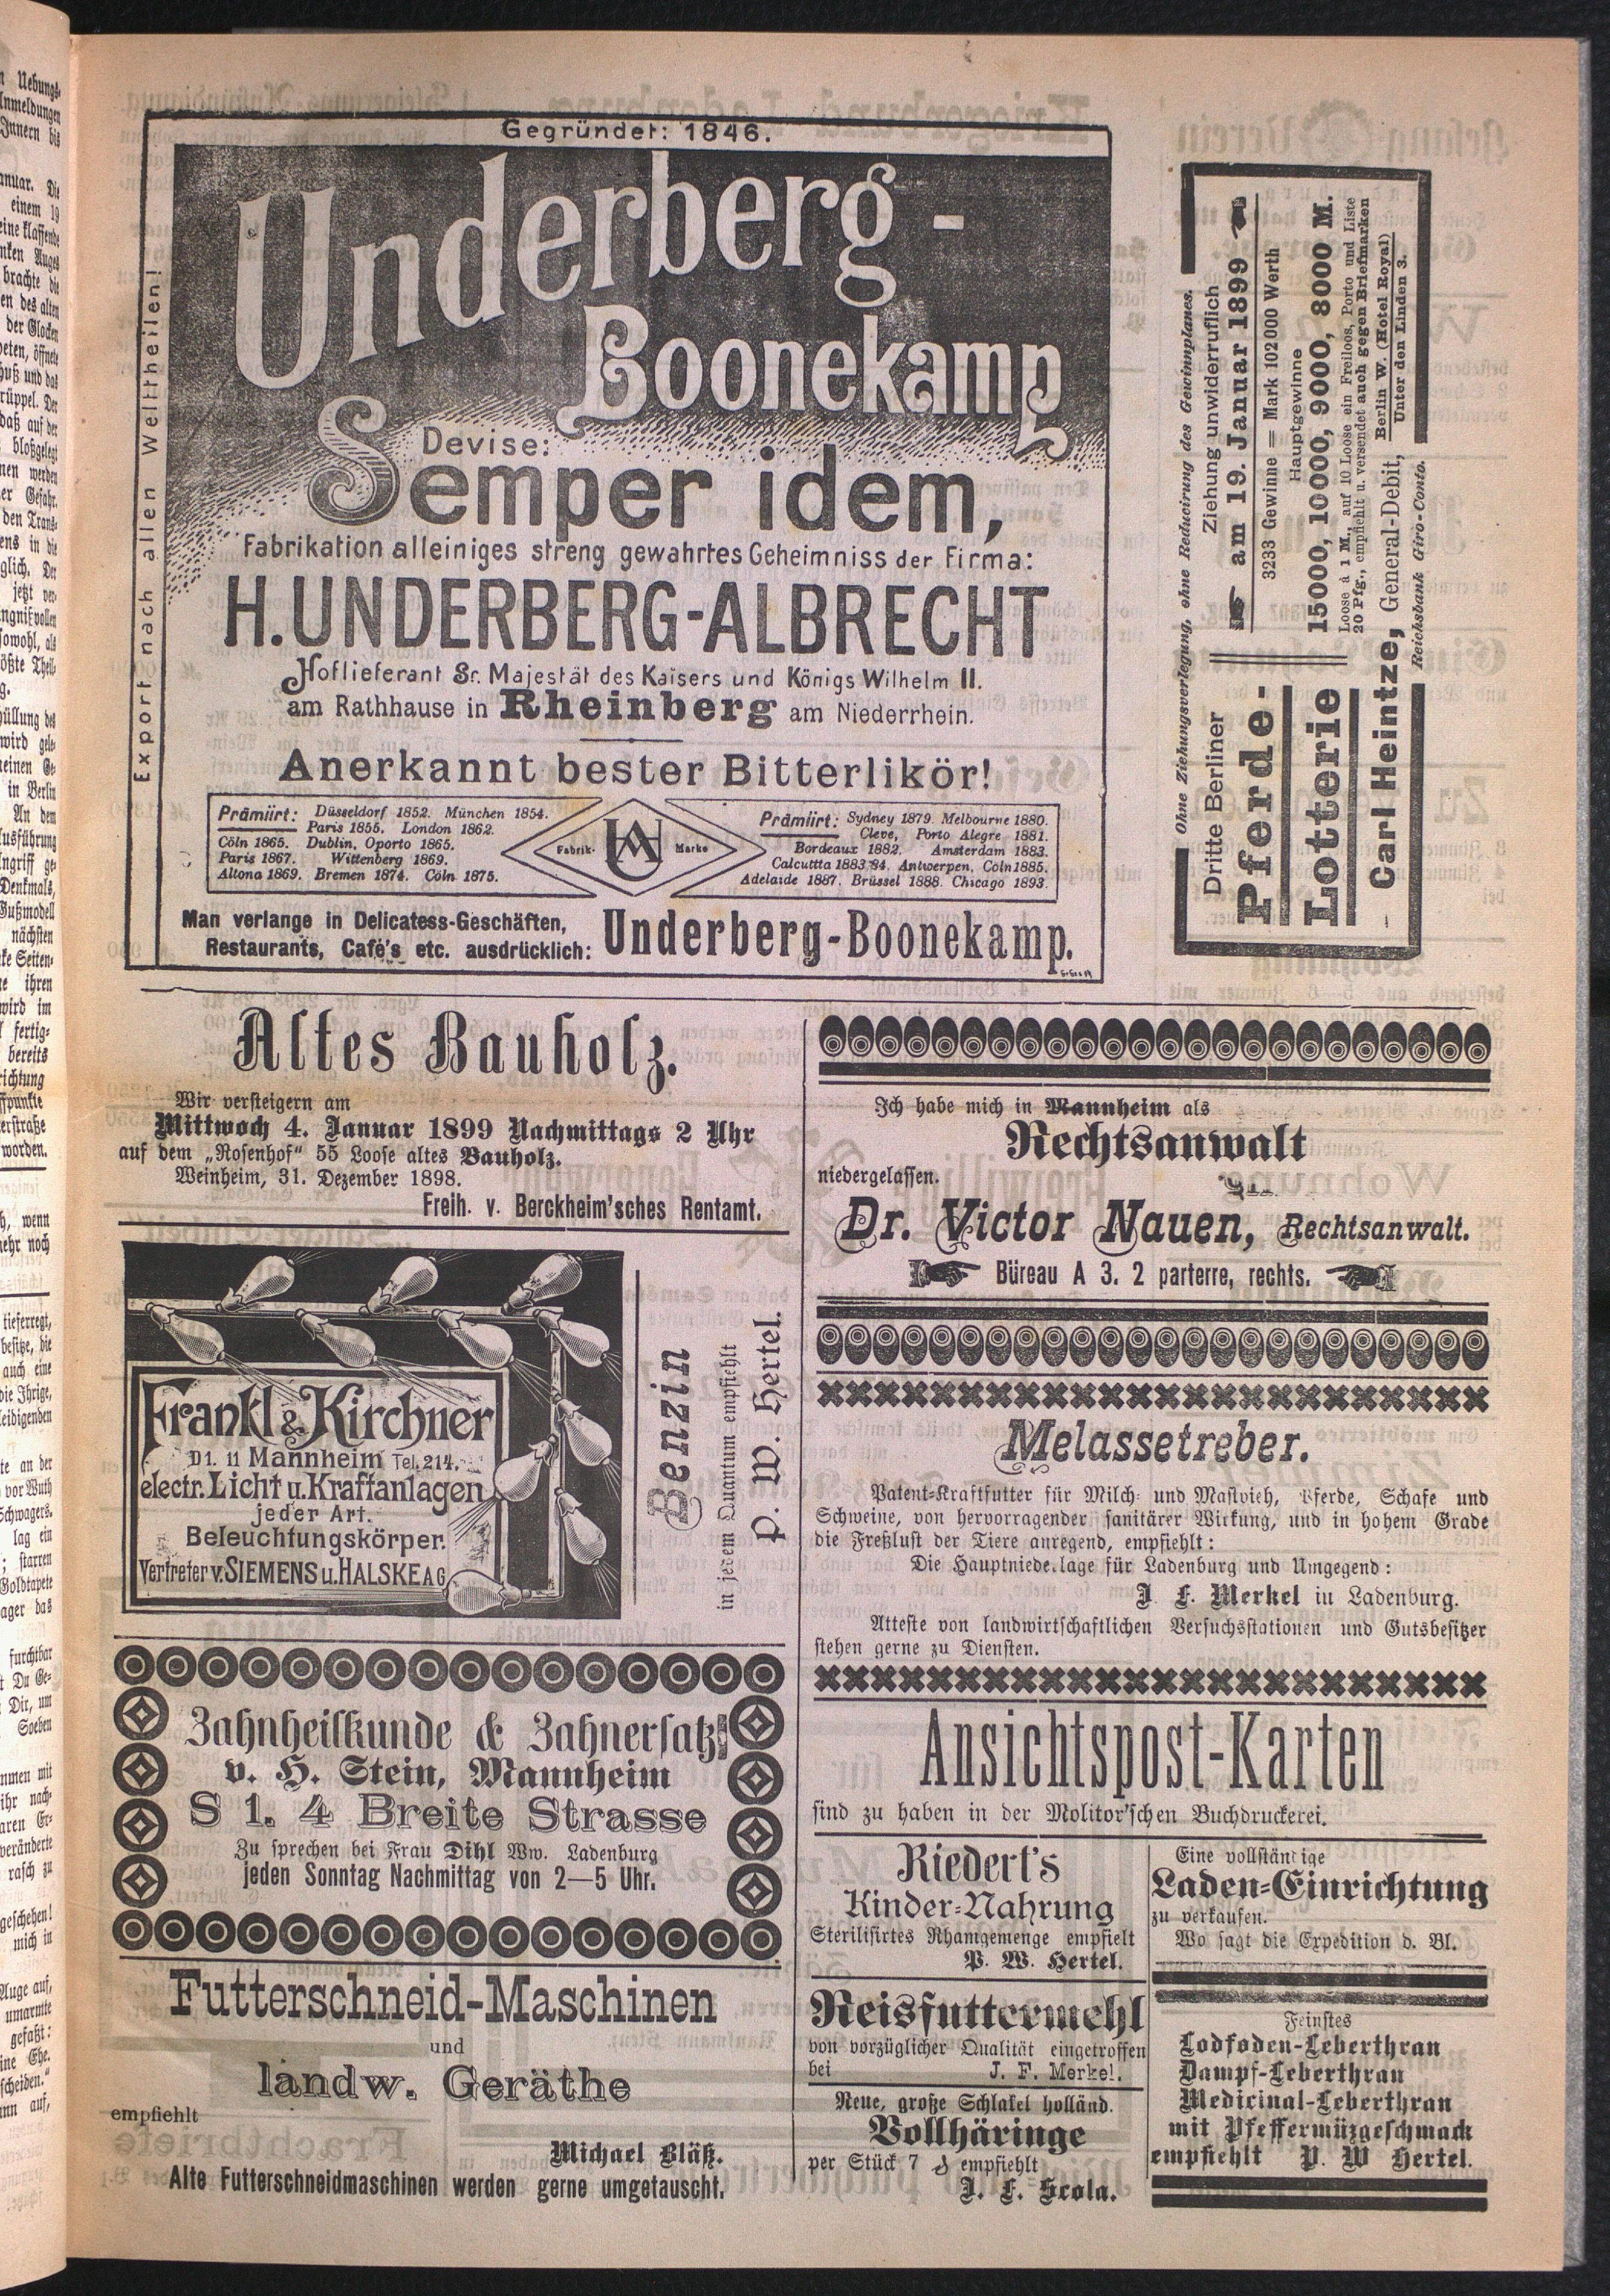 Gegründet: 1846.
Export nach allen Welttheilen!
Underberg-
Boonekamp
Devise:
Semper idem,
Fabrikation alleiniges streng gewahrtes Geheimniss der Firma:
H. UNDERBERG-ALBRECHT
Hoflieferant Sr. Majestät des Kaisers und Königs Wilhelm II.
am Rathhause in Rheinberg am Niederrhein.
Anerkannt bester Bitterlikör!
Prämiirt: Düsseldorf 1852. München 1854.
Paris 1855. London 1862.
Cöln 1865. Dublin, Oporto 1865.
Paris 1867. Wittenberg 1869.
Altona 1869. Bremen 1874. Cöln 1875.
Fabrik- Marke
Prämiirt: Sydney 1879. Melbourne 1880.
Cleve, Porto Alegre 1881.
Bordeaux 1882. Amsterdam 1883.
Calcuttta 1883/84. Antwerpen, Cöln 1885.
Adelaide 1887. Brüssel 1888. Chicago 1893.
Man verlange in Delicatess-Geschäften,
Restaurants, Café's etc. ausdrücklich: Underberg-Boonekamp.
Ohne Ziehungsverlegung, ohne Reducirung des Gewinnplanes.
Dritte Berliner
Pferde-
Lotterie
Ziehung unwiderruflich
am 19. Januar 1899
3233 Gewinne = Mark 102 000 Werth
Hauptgewinne
15000, 10000, 9000, 8000 M.
Loose à 1 M., auf 10 Loose ein Freiloos, Porto und Liste
20 Pfg., empfiehlt u. versendet auch gegen Briefmarken
Carl Heintze, General-Debit, Berlin W. (Hotel Royal)
Unter den Linden 3.
Reichsbank Giro-Conto.
Altes Bauholz.
Wir versteigern am
Mittwoch 4. Januar 1899 Nachmittags 2 Uhr
auf dem „Rosenhof“ 55 Loose altes Bauholz.
Weinheim, 31. Dezember 1898.
Freih. v. Berckheim'sches Rentamt.
Frankl & Kirchner
D1. 11 Mannheim Tel. 214.
electr. Licht u. Kraftanlagen
jeder Art.
Beleuchtungskörper.
Vertreter v. SIEMENS u. HALSKE AG
Benzin
in jedem Quantum empfiehlt
P. W. Hertel.
Zahnheilkunde & Zahnersatz
v. H. Stein, Mannheim
S 1. 4 Breite Strasse
Zu sprechen bei Frau Dihl Ww. Ladenburg
jeden Sonntag Nachmittag von 2—5 Uhr.
Futterschneid-Maschinen
und
landw. Geräthe
empfiehlt
Michael Bläß.
Alte Futterschneidmaschinen werden gerne umgetauscht.
Ich habe mich in Mannheim als
Rechtsanwalt
niedergelassen.
Dr. Victor Nauen, Rechtsanwalt.
Büreau A 3. 2 parterre, rechts.
Melassetreber.
Patent-Kraftfutter für Milch- und Mastvieh, Pferde, Schafe und
Schweine, von hervorragender sanitärer Wirkung, und in hohem Grade
die Freßlust der Tiere anregend, empfiehlt:
Die Hauptniederlage für Ladenburg und Umgegend:
J. F. Merkel in Ladenburg.
Atteste von landwirtschaftlichen Versuchsstationen und Gutsbesitzer
stehen gerne zu Diensten.
Ansichtspost-Karten
sind zu haben in der Molitor'schen Buchdruckerei.
Riedert's
Kinder-Nahrung
Sterilisirtes Rhamgemenge empfielt
P. W. Hertel.
Reisfuttermehl
von vorzüglicher Qualität eingetroffen
bei J. F. Merkel.
Neue, große Schlakel holländ.
Vollhäringe
per Stück 7 ₰ empfiehlt
J. F. Scola.
Eine vollständige
Laden-Einrichtung
zu verkaufen.
Wo sagt die Expedition d. Bl.
Feinstes
Lodfoden-Leberthran
Dampf-Leberthran
Medicinal-Leberthran
mit Pfeffermüzgeschmack
empfiehlt P. W Hertel.